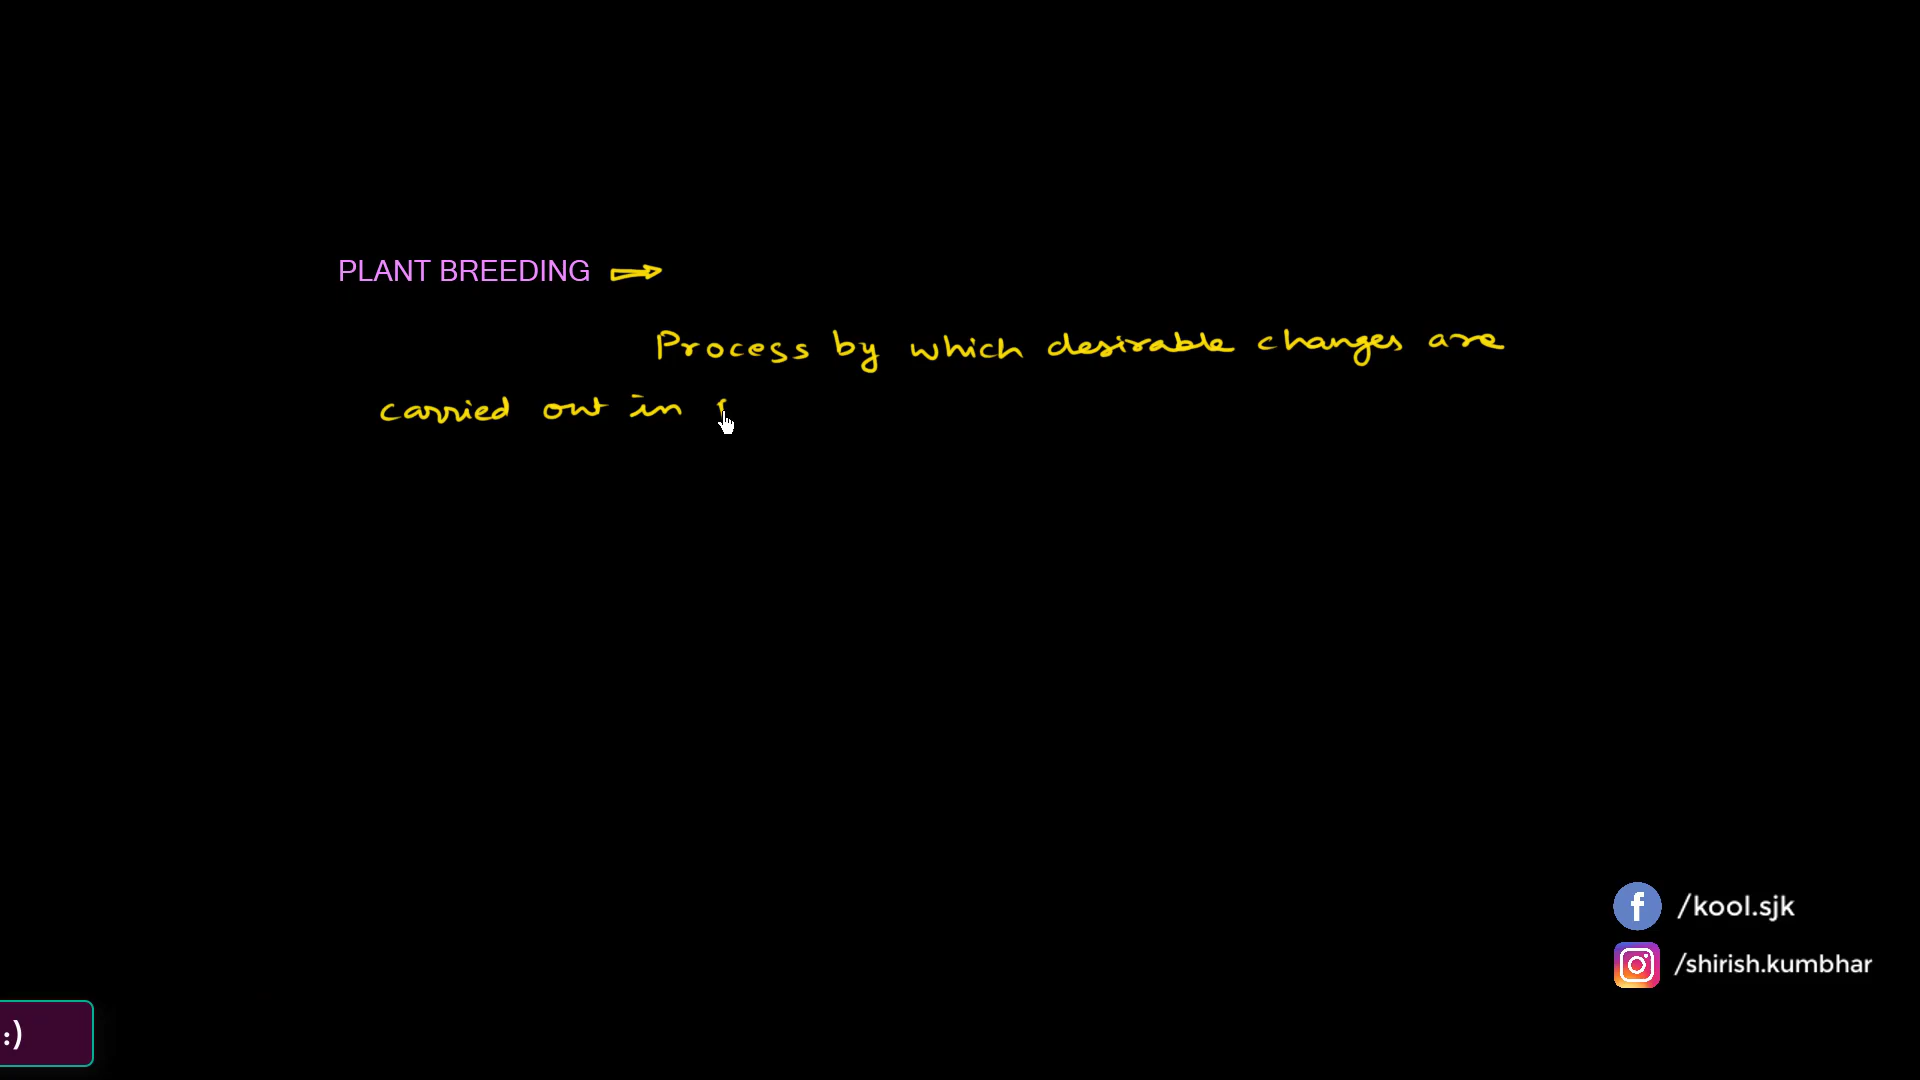 PLANT BREEDING
Process by which desirable changes are
carried out in
/kool.sjk
/shirish.kumbhar
:)